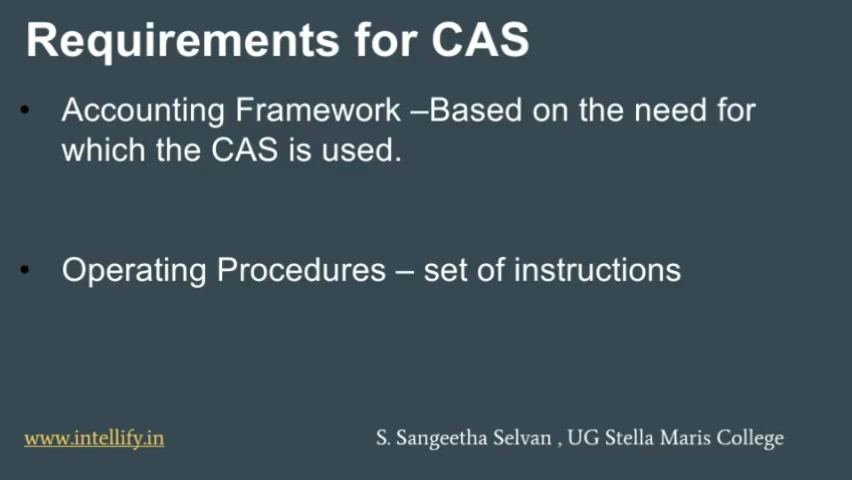 Requirements for CAS
• Accounting Framework –Based on the need for
which the CAS is used.
• Operating Procedures – set of instructions
www.intellify.in
S. Sangeetha Selvan , UG Stella Maris College